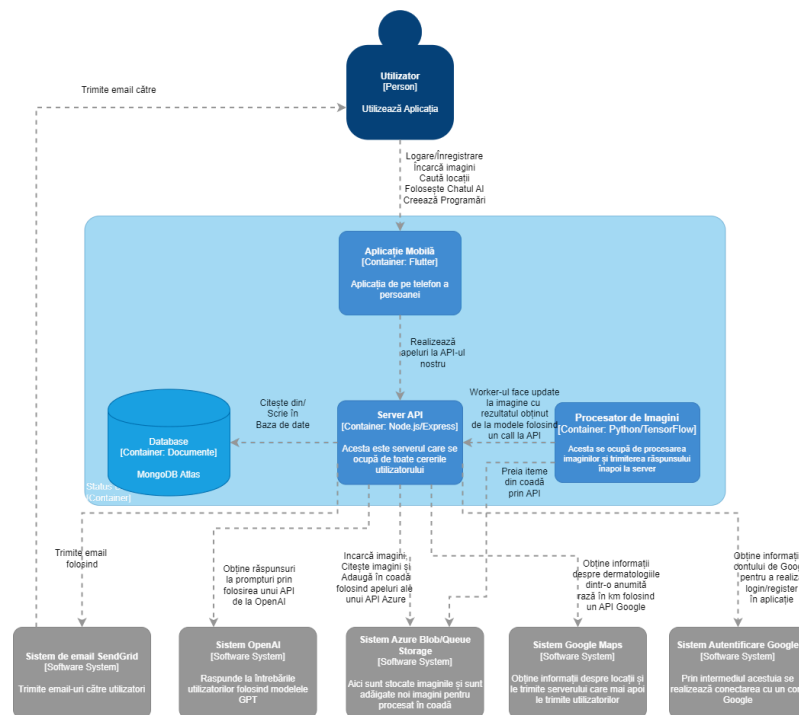 Utilizator
[Person]
Utilizează Aplicația
Trimite email către
Logare/Înregistrare
Încarcă imagini
Caută locații
Folosește Chatul AI
Creează Programări
Aplicație Mobilă
[Container: Flutter]
Aplicația de pe telefon a
persoanei
Realizează
apeluri la API-ul
nostru
Database
[Container: Documente]
MongoDB Atlas
Citește din/
Scrie în
Baza de date
Server API
[Container: Node.js/Express]
Acesta este serverul care se
ocupă de toate cererile
utilizatorului
Worker-ul face update
la imagine cu
rezultatul obținut
de la modele folosind
un call la API
Procesator de Imagini
[Container: Python/TensorFlow]
Acesta se ocupă de procesarea
imaginilor și trimiterea răspunsului
înapoi la server
Preia iteme
din coadă
prin API
Status
[Container]
Trimite email
folosind
Obține răspunsuri
la prompturi prin
folosirea unui API
de la OpenAI
Incarcă imagini,
Citește imagini și
Adaugă în coadă
folosind apeluri ale
unui API Azure
Obține informații
despre dermatologiile
dintr-o anumită
rază în km folosind
un API Google
Obține informații
contului de Goog
pentru a realiza
login/register
în aplicație
Sistem de email SendGrid
[Software System]
Trimite email-uri către utilizatori
Sistem OpenAI
[Software System]
Raspunde la întrebările
utilizatorilor folosind modelele
GPT
Sistem Azure Blob/Queue
Storage
[Software System]
Aici sunt stocate imaginile și sunt
adăigate noi imagini pentru
procesat în coadă
Sistem Google Maps
[Software System]
Obține informații despre locații și
le trimite serverului care mai apoi
le trimite utilizatorilor
Sistem Autentificare Google
[Software System]
Prin intermediul acestuia se
realizează conectarea cu un con
Google